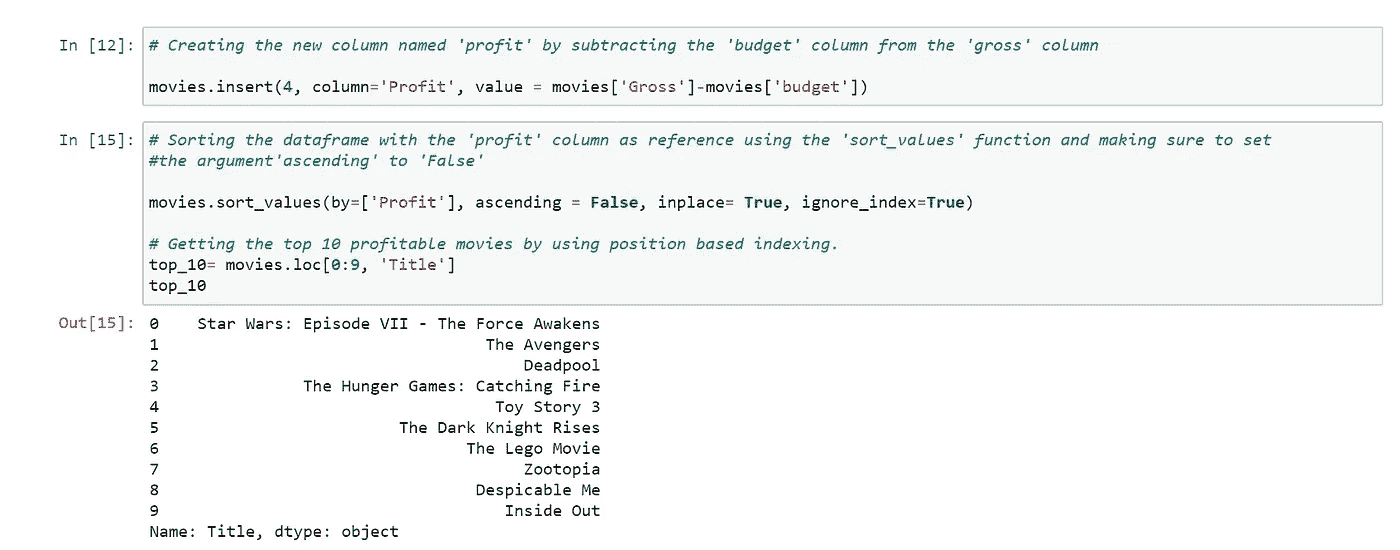 In [12]: # Creating the new column named 'profit' by subtracting the 'budget' column from the 'gross' column
movies.insert(4, column='Profit', value = movies['Gross']-movies['budget'])
In [15]: # Sorting the dataframe with the 'profit' column as reference using the 'sort_values' function and making sure to set
#the argument'ascending' to 'False'
movies.sort_values(by=['Profit'], ascending = False, inplace= True, ignore_index=True)
# Getting the top 10 profitable movies by using position based indexing.
top_10= movies.loc[0:9, 'Title']
top_10
Out[15]: 0 Star Wars: Episode VII - The Force Awakens
1 The Avengers
2 Deadpool
3 The Hunger Games: Catching Fire
4 Toy Story 3
5 The Dark Knight Rises
6 The Lego Movie
7 Zootopia
8 Despicable Me
9 Inside Out
Name: Title, dtype: object